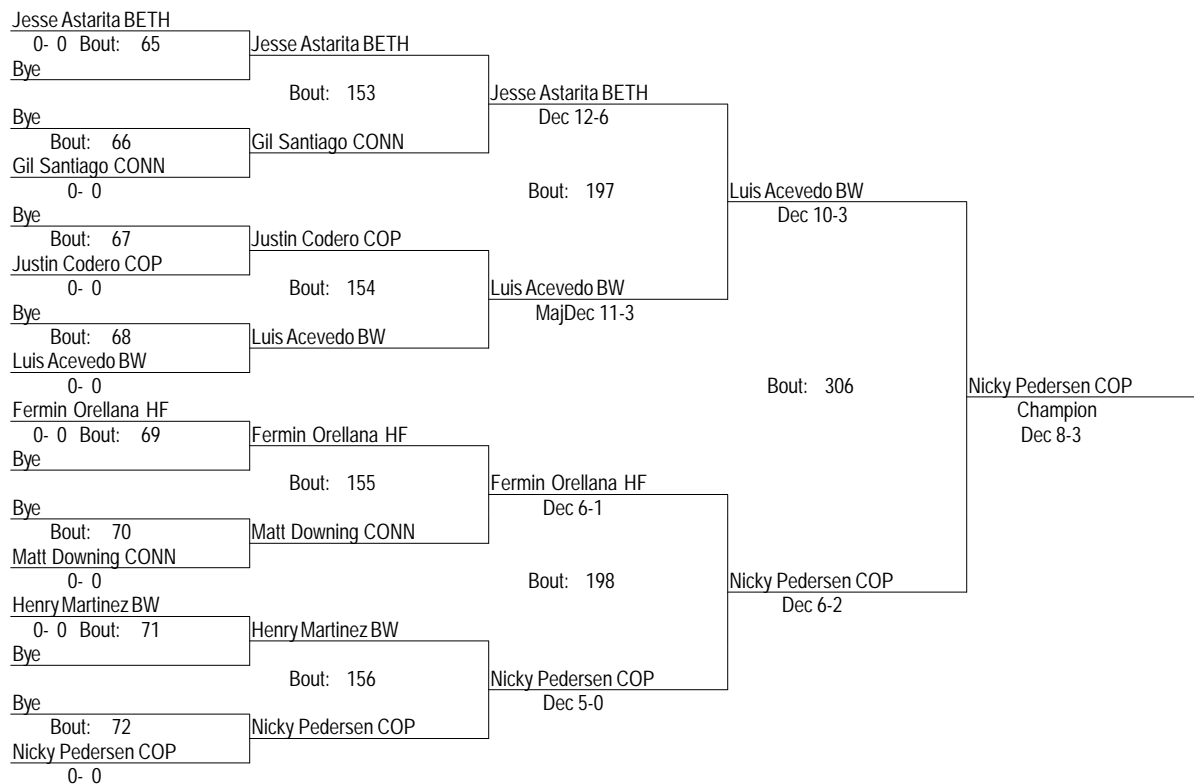 Jesse Astarita BETH
0- 0 Bout: 65
Bye
Bye
Bout: 66
Gil Santiago CONN
0- 0
Bye
Bout: 67
Justin Codero COP
0- 0
Bye
Bout: 68
Luis Acevedo BW
0- 0
Fermin Orellana HF
0- 0 Bout: 69
Bye
Bye
Bout: 70
Matt Downing CONN
0- 0
Henry Martinez BW
0- 0 Bout: 71
Bye
Bye
Bout: 72
Nicky Pedersen COP
0- 0
Jesse Astarita BETH
Bout: 153
Gil Santiago CONN
Justin Codero COP
Bout: 154
Luis Acevedo BW
Fermin Orellana HF
Bout: 155
Matt Downing CONN
Henry Martinez BW
Bout: 156
Nicky Pedersen COP
Jesse Astarita BETH
Dec 12-6
Bout: 197
Luis Acevedo BW
MajDec 11-3
Fermin Orellana HF
Dec 6-1
Bout: 198
Nicky Pedersen COP
Dec 5-0
Luis Acevedo BW
Dec 10-3
Bout: 306
Nicky Pedersen COP
Dec 6-2
Nicky Pedersen COP
Champion
Dec 8-3